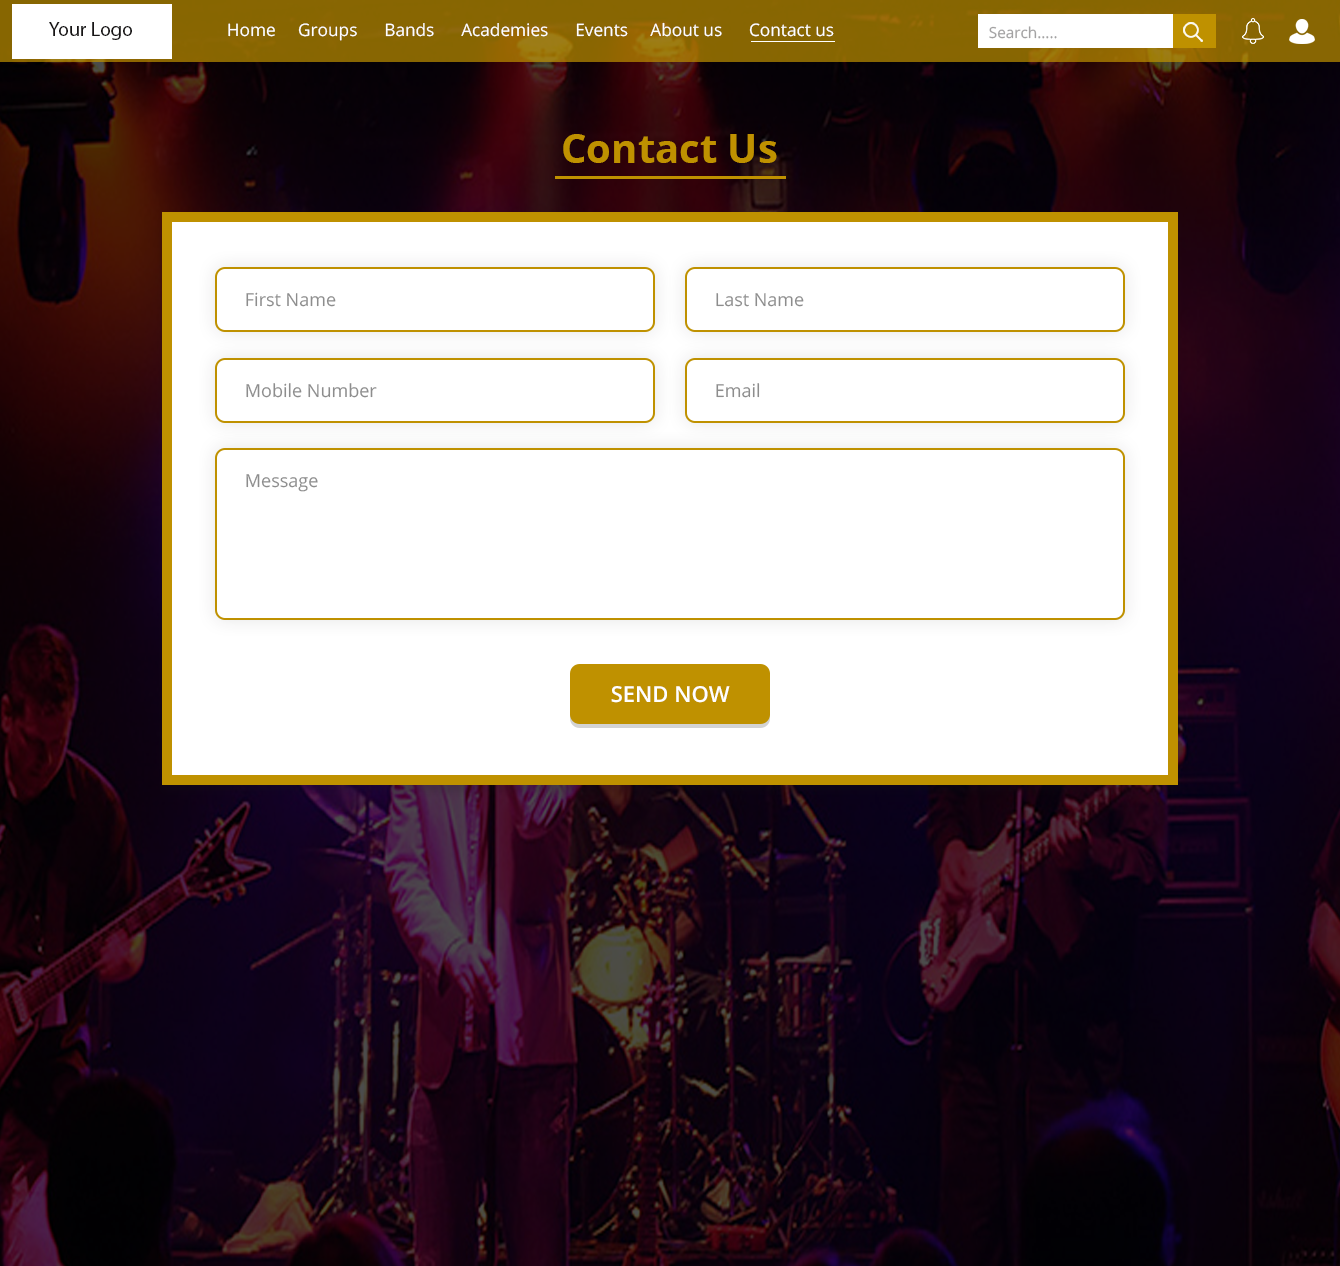 Your Logo
Home Groups Bands Academies Events About us Contact us
Search.....
Contact Us
First Name
Last Name
Mobile Number
Email
Message
SEND NOW